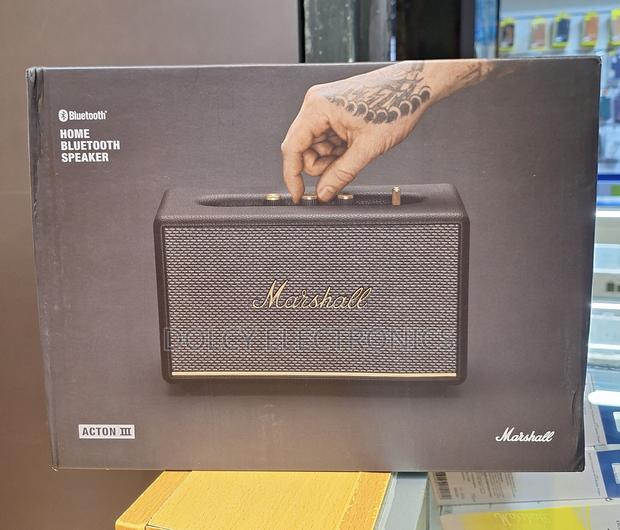 Bluetooth®
HOME
BLUETOOTH
SPEAKER
Marshall
DOLCY ELECTRONICS
ACTON III
Marshall